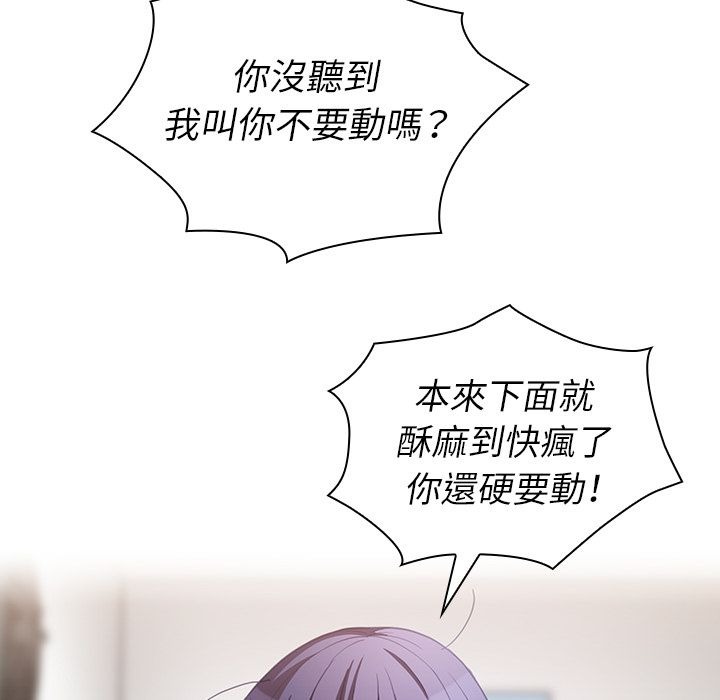 你沒聽到
我叫你不要動嗎？
本來下面就
酥麻到快瘋了
你還硬要動！